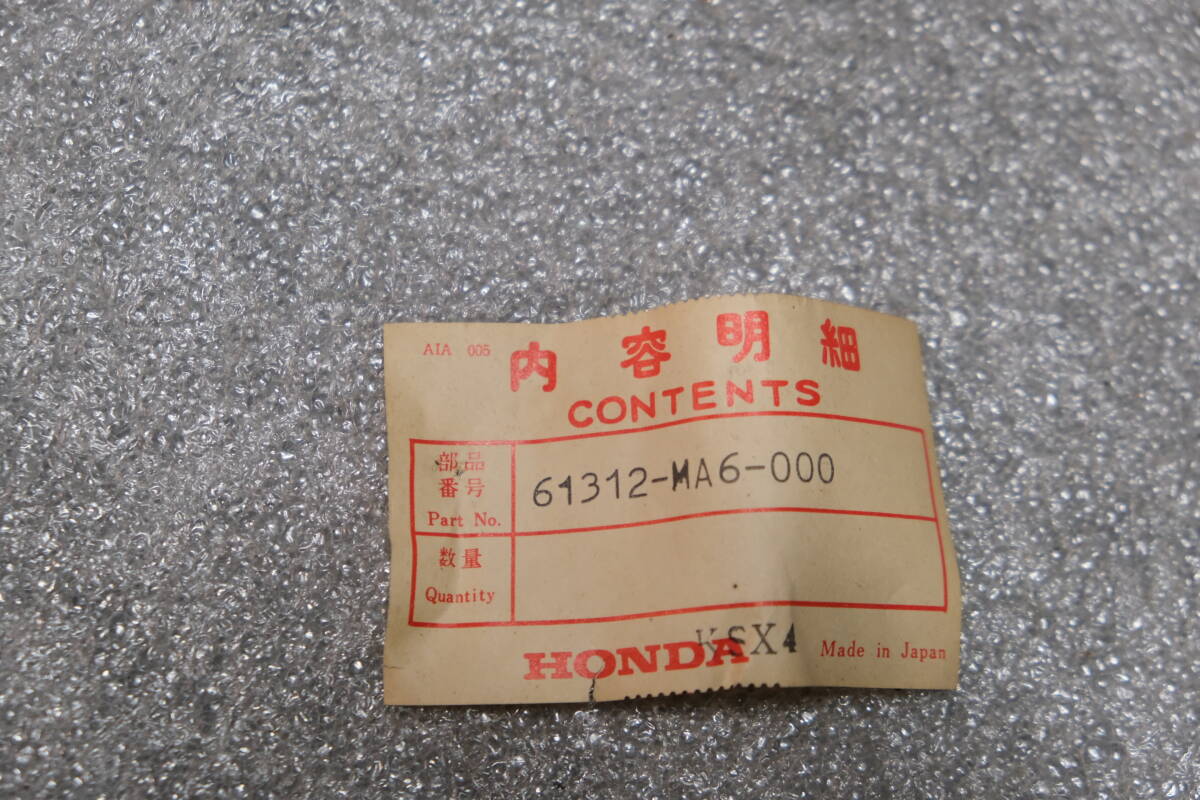 AIA 005
内容明細
CONTENTS
部品
番号
Part No.
61312-MA6-000
数量
Quantity
HONDA
KSX4
Made in Japan